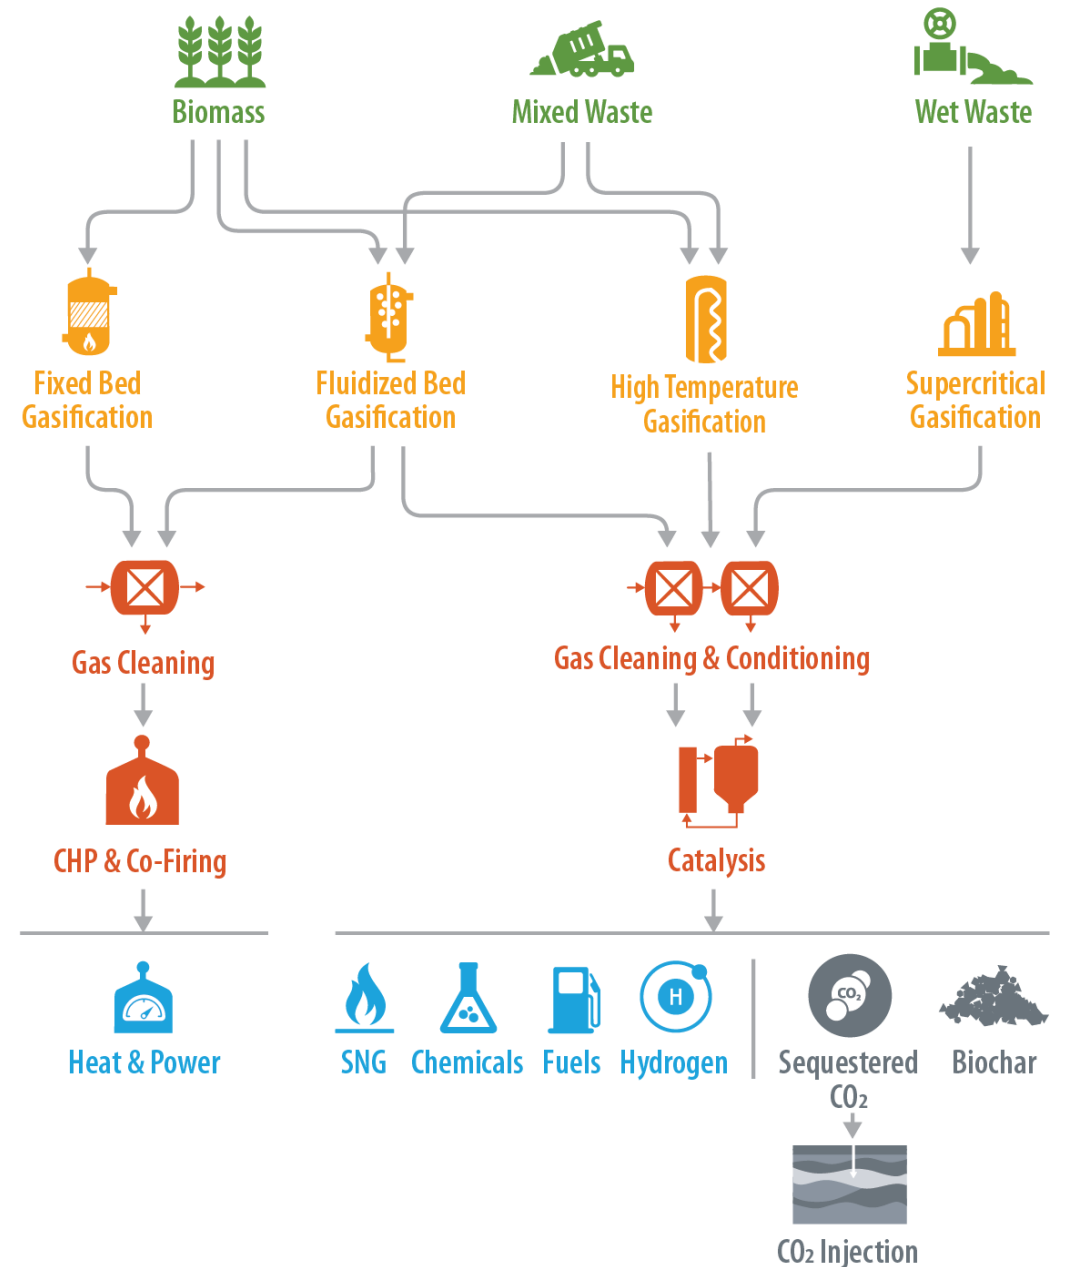 Biomass
Mixed Waste
Wet Waste
Fixed Bed
Gasification
Fluidized Bed
Gasification
High Temperature
Gasification
Supercritical
Gasification
Gas Cleaning
Gas Cleaning & Conditioning
CHP & Co-Firing
Catalysis
H
CO₂
Heat & Power
SNG
Chemicals
Fuels
Hydrogen
Sequestered
CO₂
Biochar
CO₂ Injection